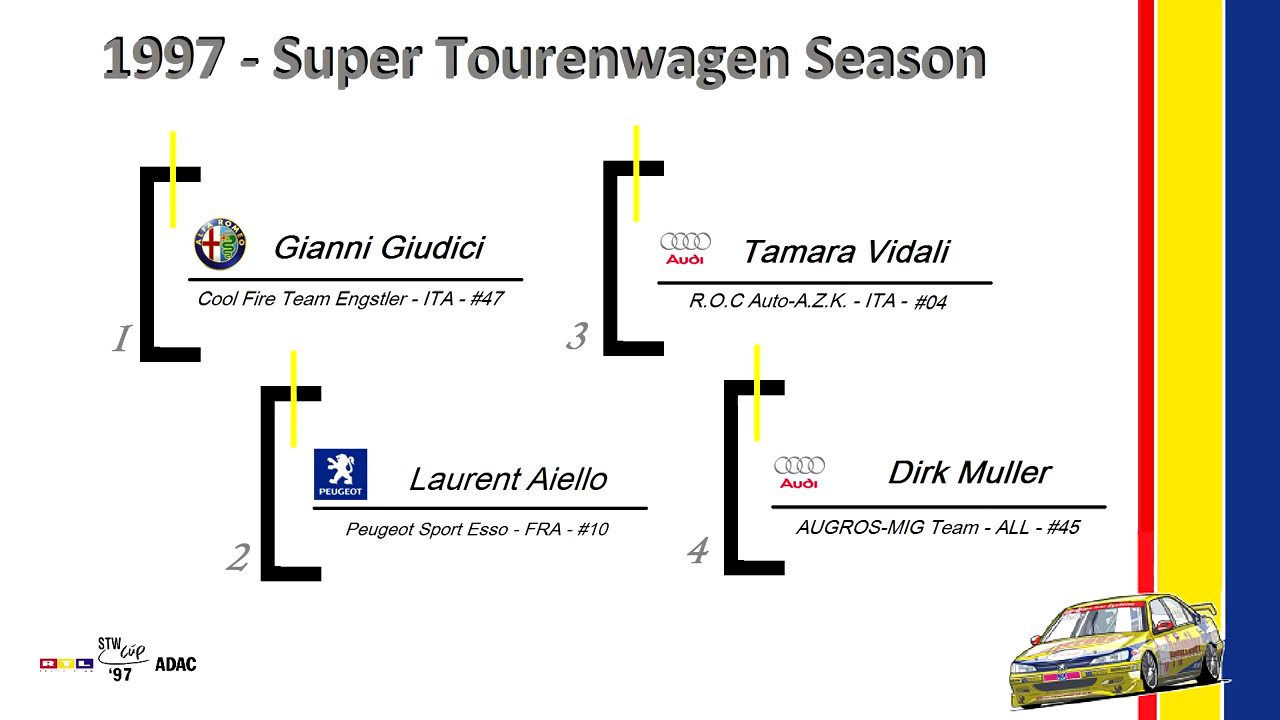 1997 - Super Tourenwagen Season
ALFA ROMEO
Gianni Giudici
Cool Fire Team Engstler - ITA - #47
1
Audi
Tamara Vidali
R.O.C Auto-A.Z.K. - ITA - #04
3
PEUGEOT
Laurent Aiello
Peugeot Sport Esso - FRA - #10
2
Audi
Dirk Muller
AUGROS-MIG Team - ALL - #45
4
RTL
STW
cup
'97
ADAC